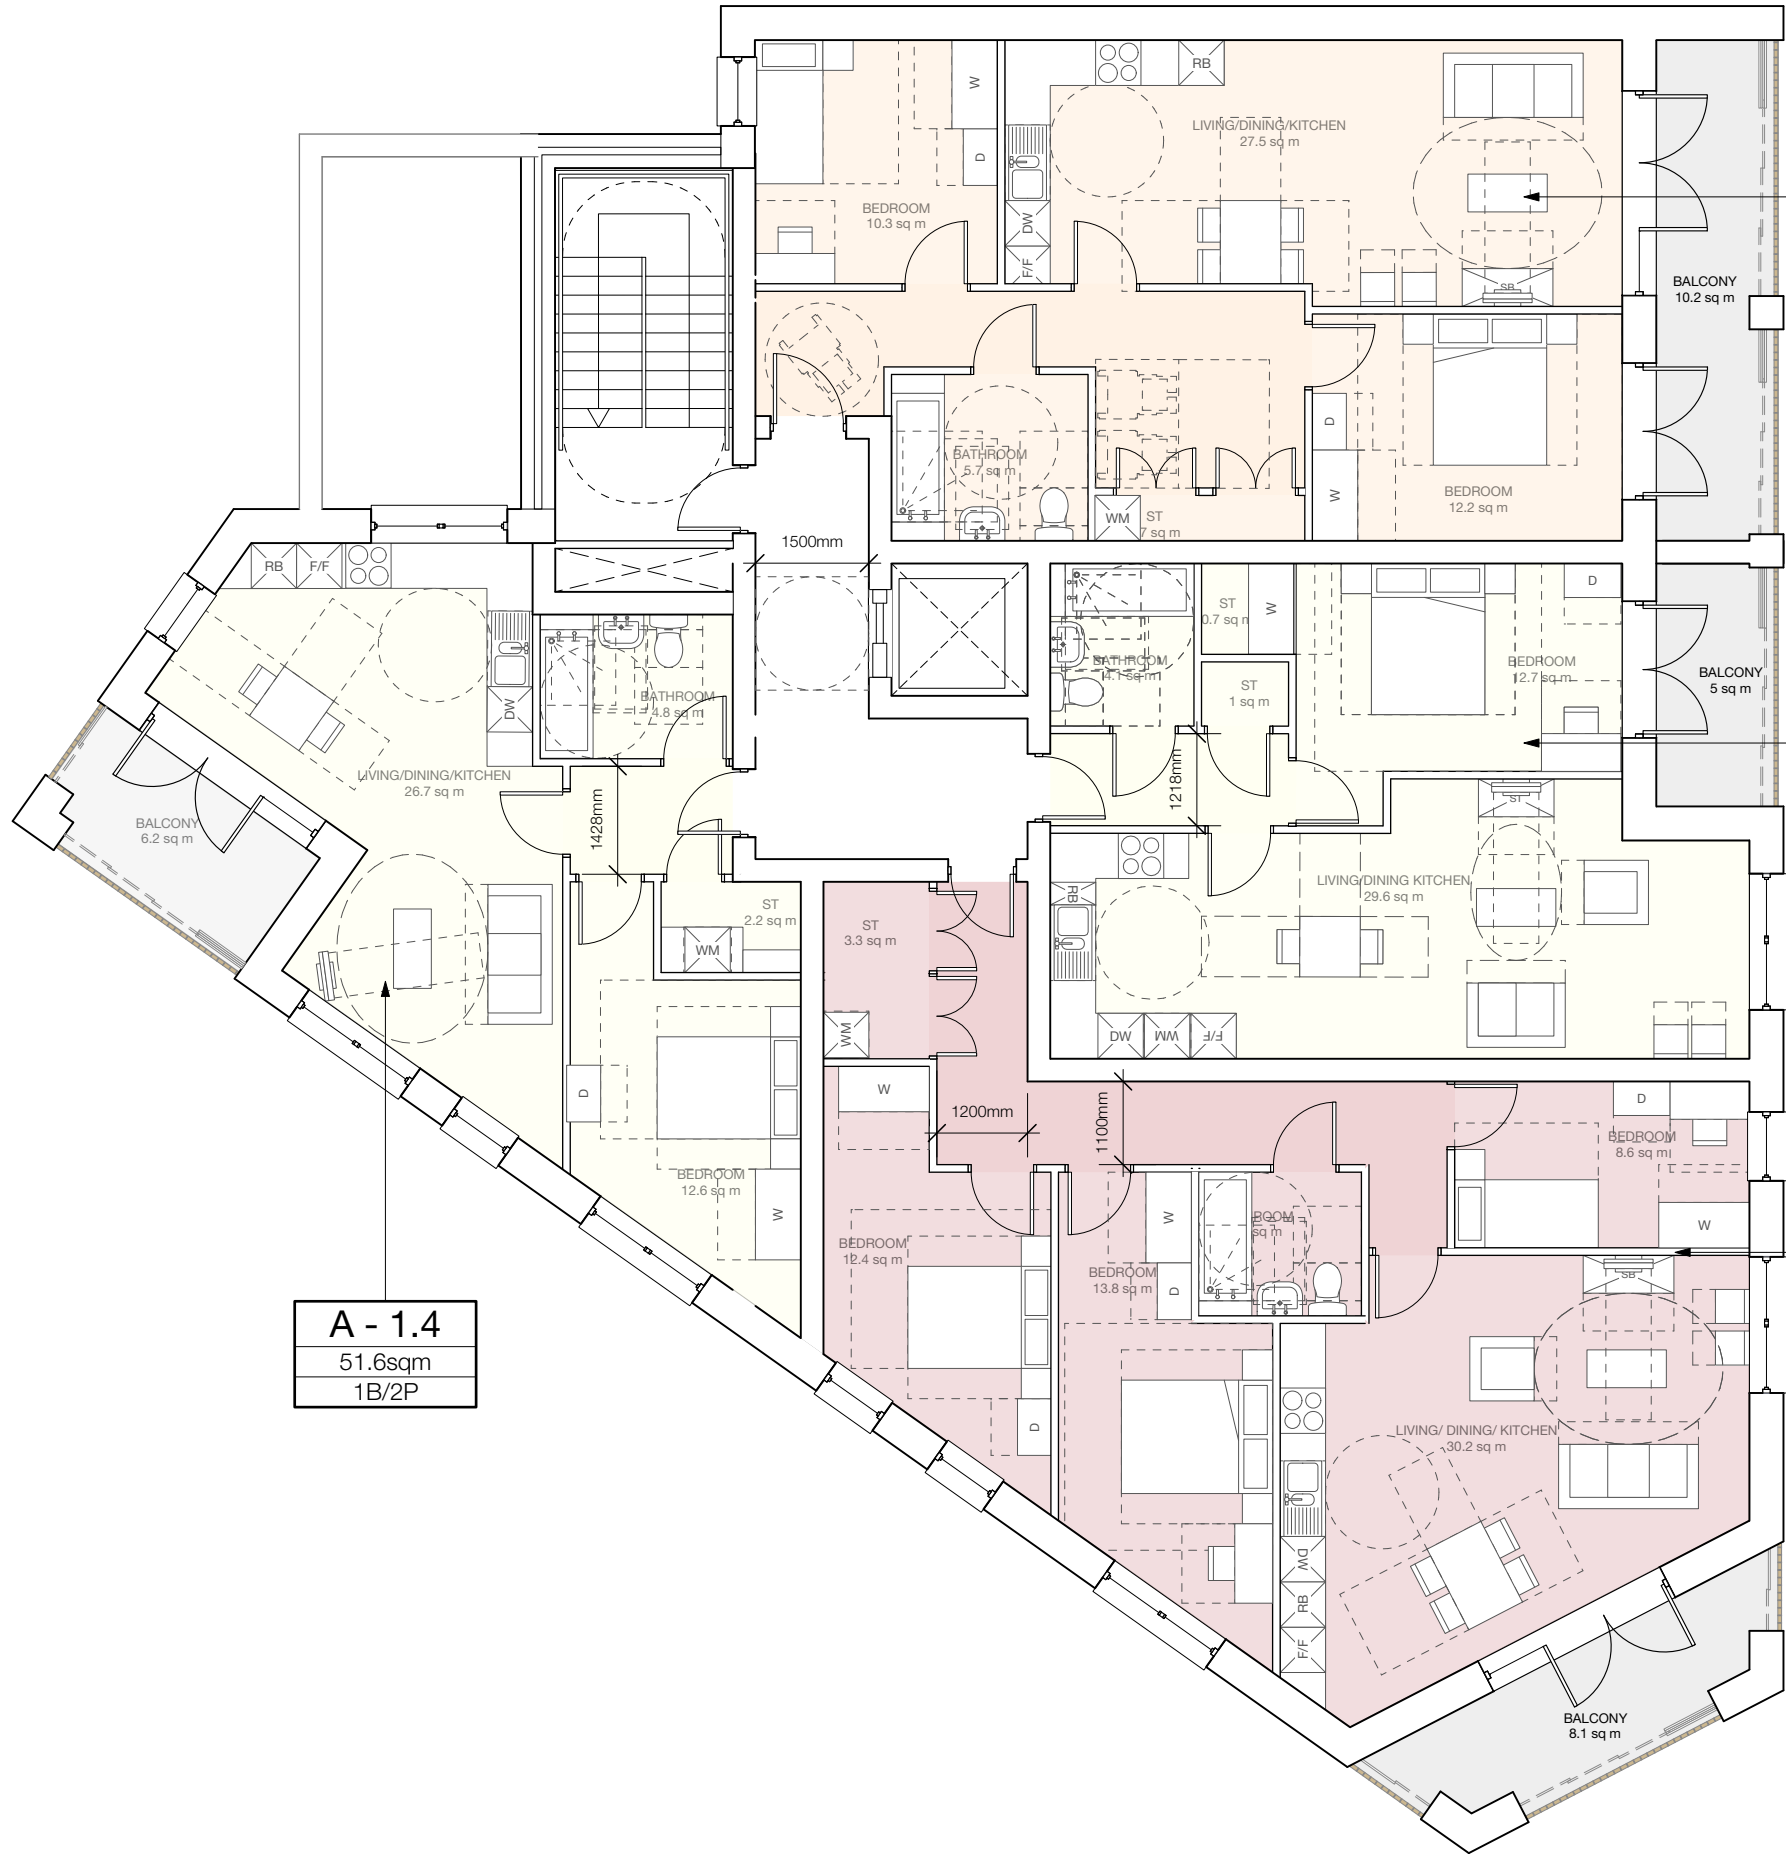 RB
W
D
LIVING/DINING/KITCHEN
27.5 sq m
BEDROOM
10.3 sq m
DW
F/F
SB
BALCONY
10.2 sq m
D
W
BATHROOM
5.7 sq m
BEDROOM
12.2 sq m
WM
ST
7 sq m
1500mm
RB
F/F
DW
BATHROOM
4.8 sq m
LIVING/DINING/KITCHEN
26.7 sq m
BALCONY
6.2 sq m
1428mm
ST
2.2 sq m
WM
D
BEDROOM
12.6 sq m
W
BATHROOM
4.1 sq m
ST
0.7 sq m
W
ST
1 sq m
D
BEDROOM
12.7 sq m
BALCONY
5 sq m
1218mm
ST
RB
LIVING/DINING KITCHEN
29.6 sq m
DW
WM
F/F
ST
3.3 sq m
WM
W
1200mm
1100mm
D
BEDROOM
8.6 sq m
W
BEDROOM
12.4 sq m
D
W
BEDROOM
13.8 sq m
D
ROOM
sq m
SB
LIVING/ DINING/ KITCHEN
30.2 sq m
DW
RB
F/F
BALCONY
8.1 sq m
A - 1.4
51.6sqm
1B/2P